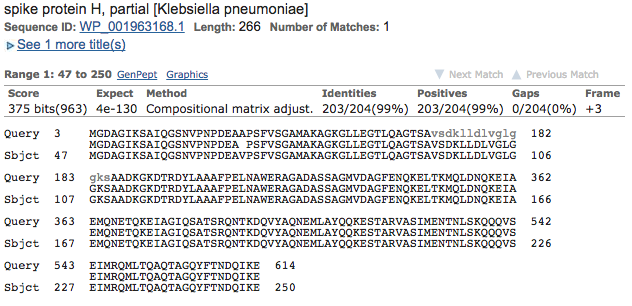 spike protein H, partial [Klebsiella pneumoniae]
Sequence ID: WP_001963168.1 Length: 266 Number of Matches: 1
See 1 more title(s)
Range 1: 47 to 250 GenPept Graphics Next Match Previous Match
Score Expect Method Identities Positives Gaps Frame
375 bits(963) 4e-130 Compositional matrix adjust. 203/204(99%) 203/204(99%) 0/204(0%) +3
Query 3 MGDAGIKSAIQGSNVPNPDEAAPSFVSGAMAKAGKGLLEGTLQAGTSAvsdklldlvglg 182
MGDAGIKSAIQGSNVPNPDEA PSFVSGAMAKAGKGLLEGTLQAGTSAVSDKLLDLVGLG
Sbjct 47 106
Query 183 gksAADKGKDTRDYLAAAFPELNAWERAGADASSAGMVDAGFENQKELTKMQLDNQKEIA 362
GKSAADKGKDTRDYLAAAFPELNAWERAGADASSAGMVDAGFENQKELTKMQLDNQKEIA
Sbjct 107 GKSAADKGKDTRDYLAAAFPELNAWERAGADASSAGMVDAGFENQKELTKMQLDNQKEIA 166
Query 363 EMQNETQKEIAGIQSATSRQNTKDQVYAQNEMLAYQQKESTARVASIMENTNLSKQQQVS 542
EMQNETQKEIAGIQSATSRQNTKDQVYAQNEMLAYQQKESTARVASIMENTNLSKQQQVS
Sbjct 167 EMQNETQKEIAGIQSATSRQNTKDQVYAQNEMLAYQQKESTARVASIMENTNLSKQQQVS 226
Query 543 EIMRQMLTQAQTAGQYFTNDQIKE 614
EIMRQMLTQAQTAGQYFTNDQIKE
Sbjct 227 EIMRQMLTQAQTAGQYFTNDQIKE 250